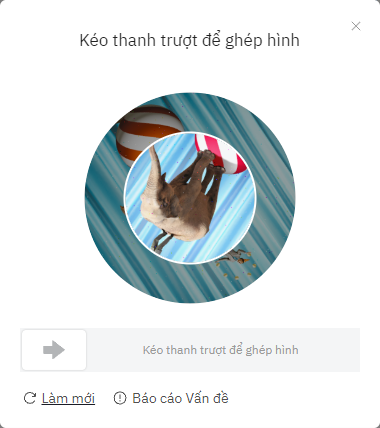 Kéo thanh trượt để ghép hình
Kéo thanh trượt để ghép hình
Làm mới
Báo cáo Vấn đề